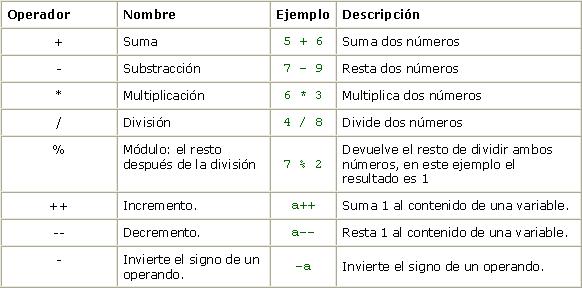 Operador Nombre Ejemplo Descripción
+ Suma 5 + 6 Suma dos números
- Substracción 7 - 9 Resta dos números
* Multiplicación 6 * 3 Multiplica dos números
/ División 4 / 8 Divide dos números
% Módulo: el resto después de la división 7 % 2 Devuelve el resto de dividir ambos números, en este ejemplo el resultado es 1
++ Incremento. a++ Suma 1 al contenido de una variable.
-- Decremento. a-- Resta 1 al contenido de una variable.
- Invierte el signo de un operando. -a Invierte el signo de un operando.